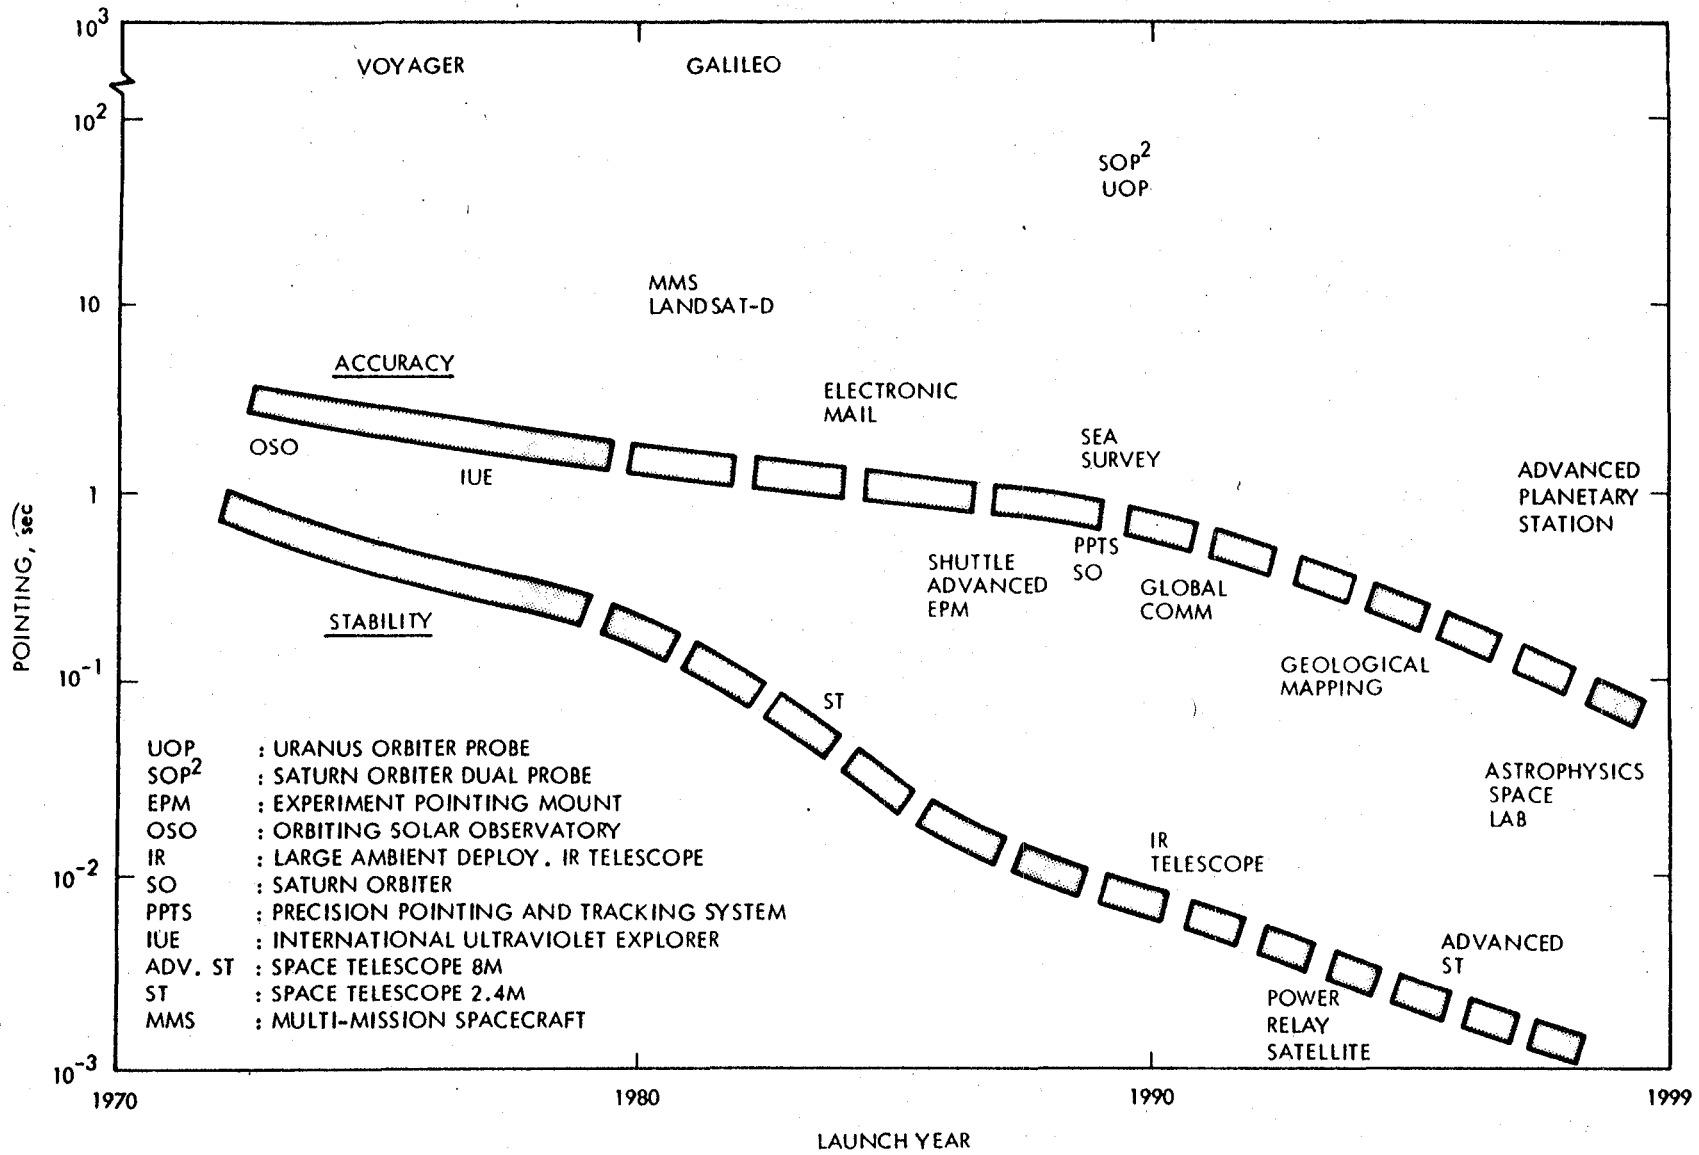 10³
VOYAGER
GALILEO
10²
SOP²
UOP
MMS
LANDSAT-D
10
ACCURACY
ELECTRONIC
MAIL
OSO
IUE
SEA
SURVEY
ADVANCED
PLANETARY
STATION
1
POINTING, sec
SHUTTLE
ADVANCED
EPM
PPTS
SO
GLOBAL
COMM
STABILITY
GEOLOGICAL
MAPPING
10⁻¹
ST
UOP : URANUS ORBITER PROBE
SOP² : SATURN ORBITER DUAL PROBE
EPM : EXPERIMENT POINTING MOUNT
OSO : ORBITING SOLAR OBSERVATORY
IR : LARGE AMBIENT DEPLOY. IR TELESCOPE
SO : SATURN ORBITER
PPTS : PRECISION POINTING AND TRACKING SYSTEM
IUE : INTERNATIONAL ULTRAVIOLET EXPLORER
ADV. ST : SPACE TELESCOPE 8M
ST : SPACE TELESCOPE 2.4M
MMS : MULTI-MISSION SPACECRAFT
ASTROPHYSICS
SPACE
LAB
IR
TELESCOPE
10⁻²
ADVANCED
ST
POWER
RELAY
SATELLITE
10⁻³
1970
1980
1990
1999
LAUNCH YEAR